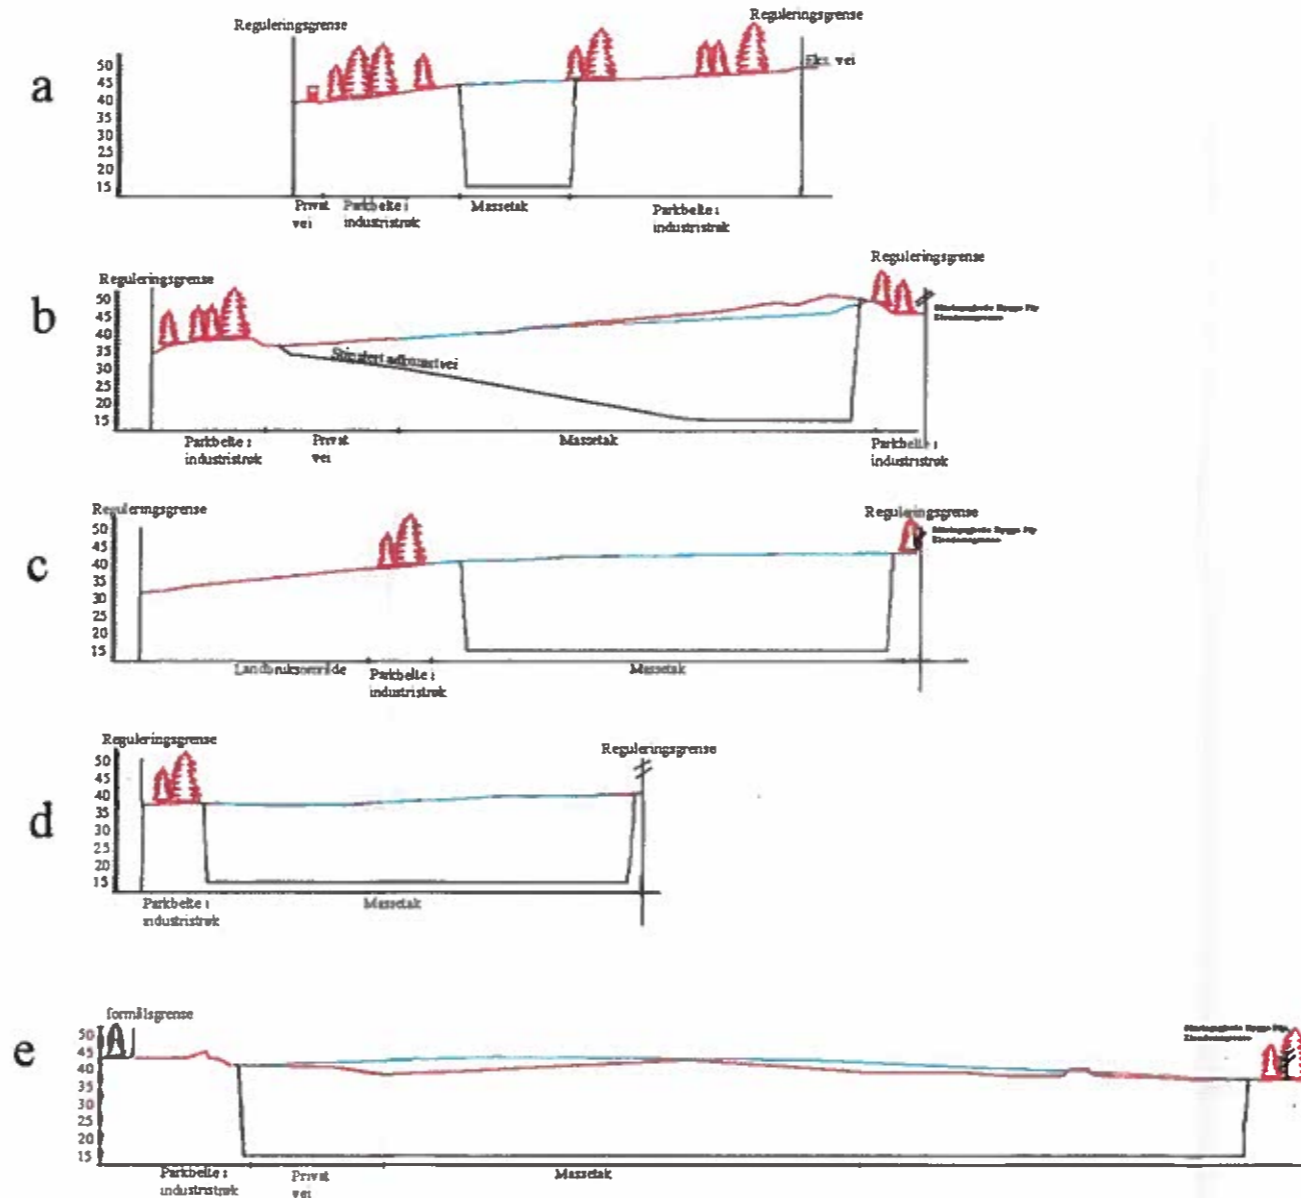 Reguleringsgrense
Reguleringsgrense
a
50
45
40
35
30
25
20
15
Eks. vei
Privat
vei
Parkbelte i
industristrøk
Massetak
Parkbelte i
industristrøk
Reguleringsgrense
Reguleringsgrense
b
50
45
40
35
30
25
20
15
adkomstvei
Eiendomsgrense
Parkbelte i
industristrøk
Privat
vei
Massetak
Parkbelte i
industristrøk
Reguleringsgrense
Reguleringsgrense
c
50
45
40
35
30
25
20
15
Eiendomsgrense
Landbruksområde
Parkbelte i
industristrøk
Massetak
Reguleringsgrense
Reguleringsgrense
d
50
45
40
35
30
25
20
15
Parkbelte i
industristrøk
Massetak
formålsgrense
e
50
45
40
35
30
25
20
15
Eiendomsgrense
Parkbelte i
industristrøk
Privat
vei
Massetak